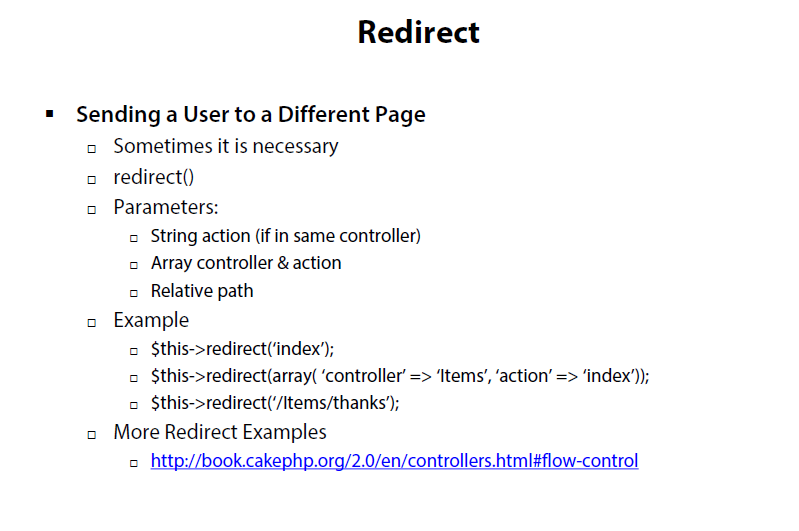 Redirect
Sending a User to a Different Page
Sometimes it is necessary
redirect()
Parameters:
String action (if in same controller)
Array controller & action
Relative path
Example
$this->redirect(‘index’);
$this->redirect(array( ‘controller’ => ‘Items’, ‘action’ => ‘index’));
$this->redirect(‘/Items/thanks’);
More Redirect Examples
http://book.cakephp.org/2.0/en/controllers.html#flow-control